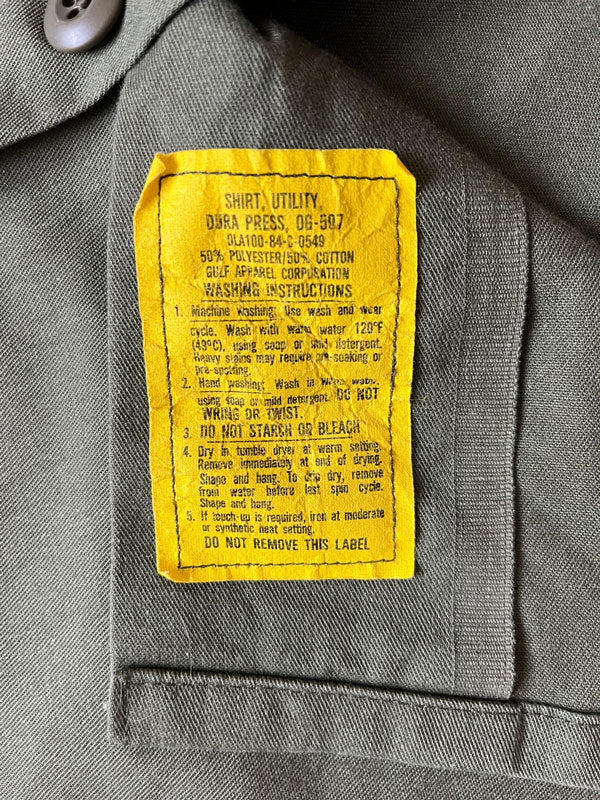 SHIRT, UTILITY,
DURA PRESS, OG-507
DLA100-84-C-0549
50% POLYESTER/50% COTTON
GULF APPAREL CORPORATION
WASHING INSTRUCTIONS
1. Machine washing: Use wash and wear
cycle. Wash with warm water 120°F
(49°C), using soap or mild detergent.
Heavy stains may require pre-soaking or
pre-spotting.
2. Hand washing: Wash in warm water,
using soap or mild detergent. DO NOT
WRING OR TWIST.
3. DO NOT STARCH OR BLEACH
4. Dry in tumble dryer at warm setting.
Remove immediately at end of drying.
Shape and hang. To drip dry, remove
from water before last spin cycle.
Shape and hang.
5. If touch-up is required, iron at moderate
or synthetic heat setting.
DO NOT REMOVE THIS LABEL